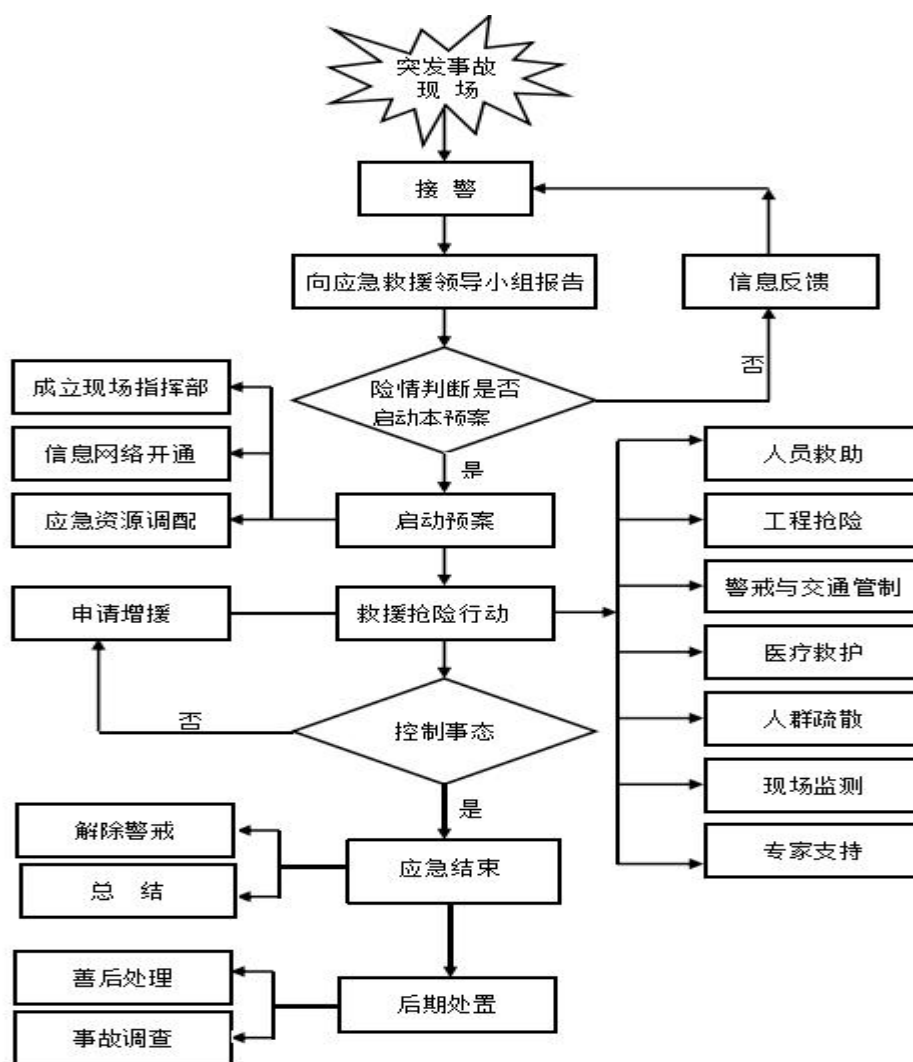 突发事故
现 场
接 警
向应急救援领导小组报告
信息反馈
否
险情判断是否
启动本预案
成立现场指挥部
信息网络开通
应急资源调配
是
启动预案
人员救助
工程抢险
警戒与交通管制
医疗救护
人群疏散
现场监测
专家支持
申请增援
救援抢险行动
否
控制事态
是
解除警戒
总 结
应急结束
善后处理
事故调查
后期处置